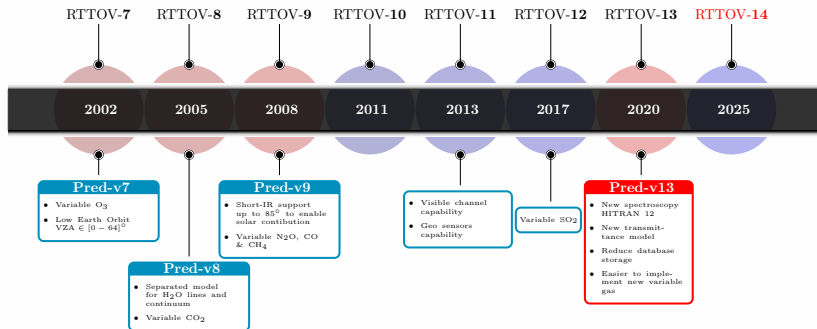 RTTOV-7 RTTOV-8 RTTOV-9 RTTOV-10 RTTOV-11 RTTOV-12 RTTOV-13 RTTOV-14
2002 2005 2008 2011 2013 2017 2020 2025
Pred-v7
• Variable O3
• Low Earth Orbit
VZA ∈ [0 − 64]°
Pred-v8
• Separated model
for H2O lines and
continuum
• Variable CO2
Pred-v9
• Short-IR support
up to 85° to enable
solar contibution
• Variable N2O, CO
& CH4
• Visible channel
capability
• Geo sensors
capability
Variable SO2
Pred-v13
• New spectroscopy
HITRAN 12
• New transmit-
tance model
• Reduce database
storage
• Easier to imple-
ment new variable
gas